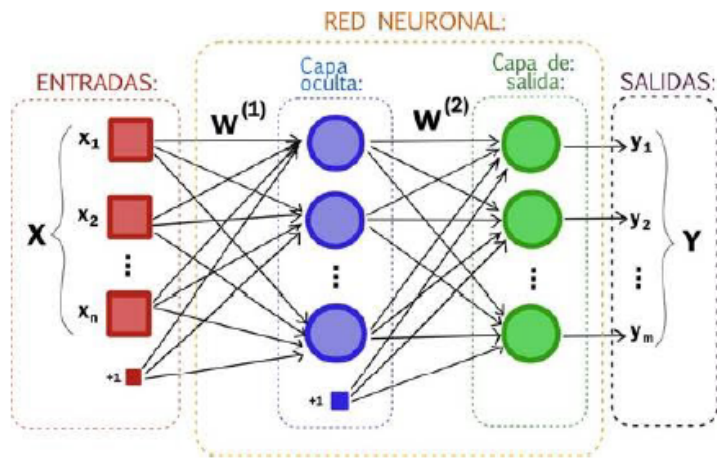 RED NEURONAL:
ENTRADAS:
Capa
oculta:
Capa de
salida:
SALIDAS:
W(1)
W(2)
x1
x2
xn
X
+1
+1
y1
y2
ym
Y